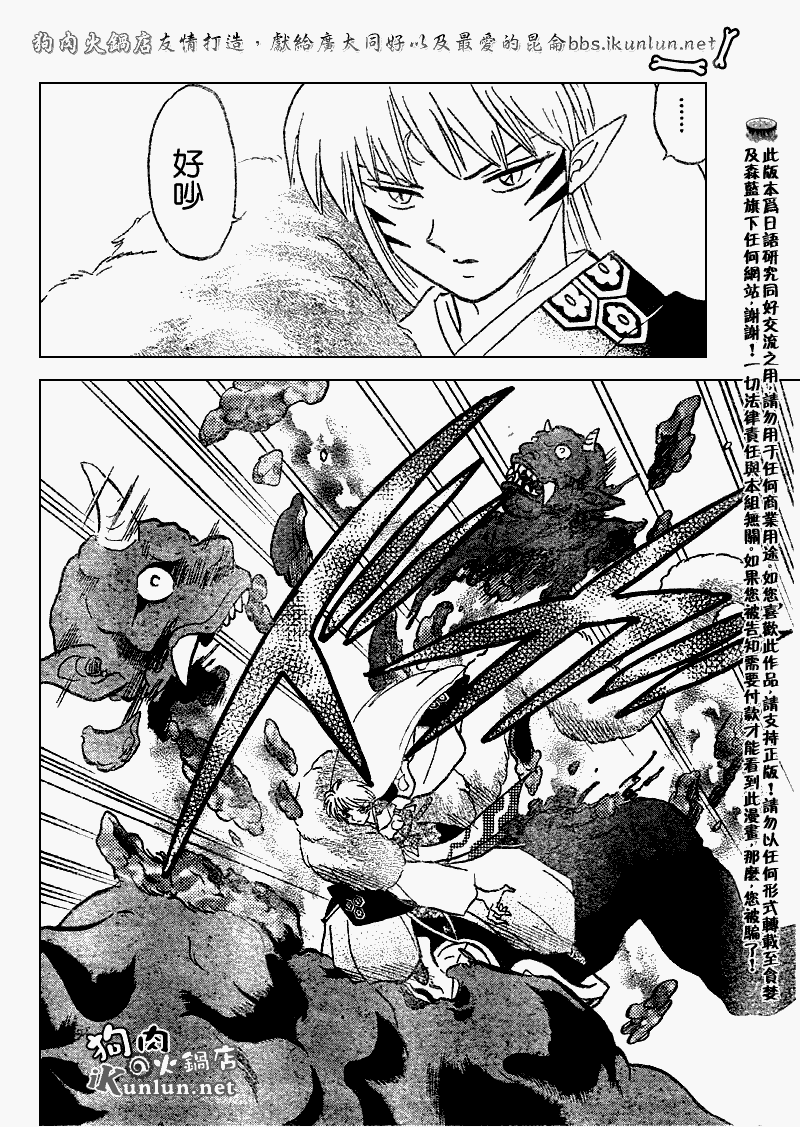 狗肉火鍋店友情打造，獻給廣大同好以及最愛的昆侖bbs.ikunlun.net
……
好吵
此版本爲日語研究同好交流之用，請勿用于任何商業用途。如您喜歡此作品，請支持正版！請勿以任何形式轉載至貪婪
及森藍旗下任何網站，謝謝！一切法律責任與本組無關。如果您被告知需要付款才能看到此漫畫，那麽，您被騙了！
狗肉
の火鍋店
iKunlun.net